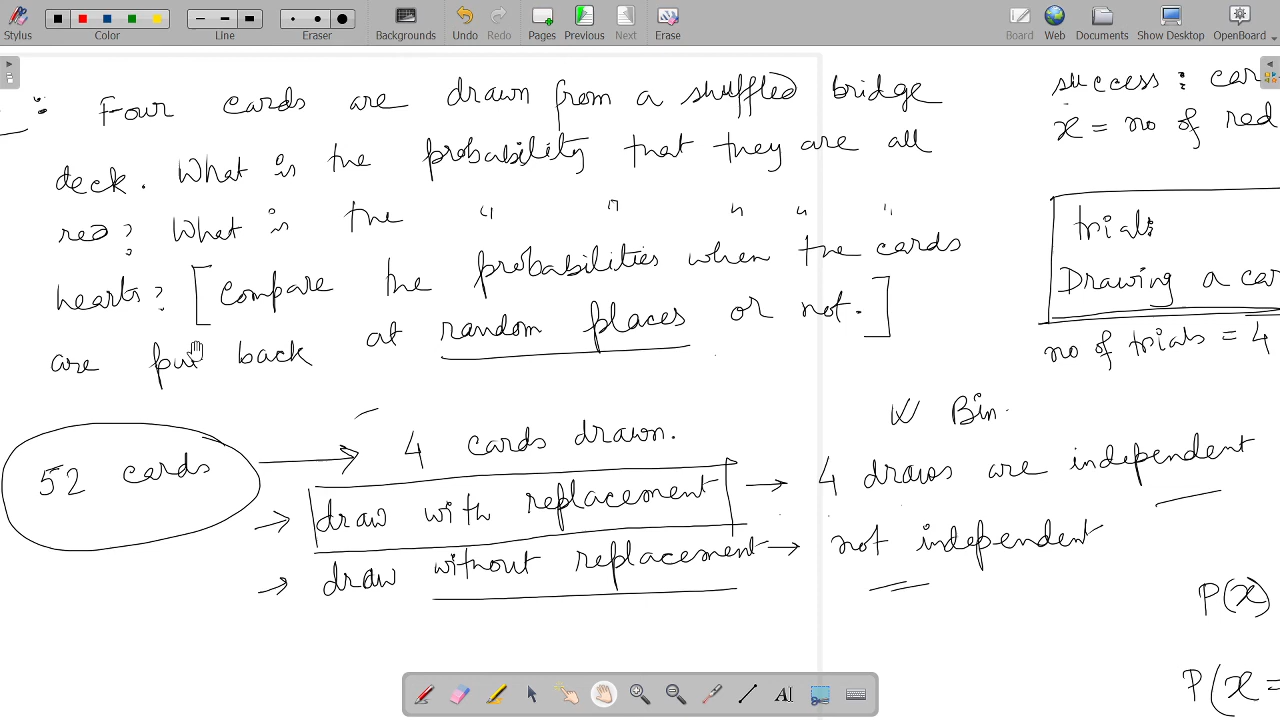 Stylus Color Line Eraser Backgrounds Undo Redo Pages Previous Next Erase Board Web Documents Show Desktop OpenBoard
: Four cards are drawn from a shuffled bridge
deck. What is the probability that they are all
red? What is the " " " " "
hearts? [Compare the probabilities when the cards
are put back at random places or not.]
success : car
x = no of red
trial:
Drawing a car
no of trials = 4
52 cards → 4 cards drawn.
Bin.
→ draw with replacement → 4 draws are independent
→ draw without replacement → not independent
P(x)
P(x =